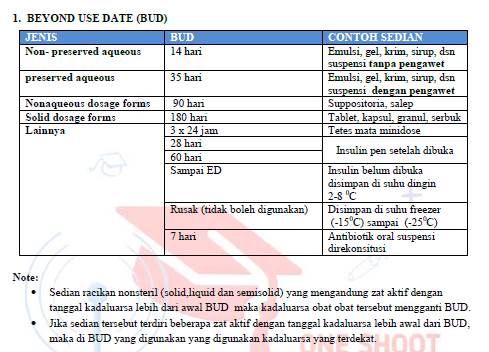 1. BEYOND USE DATE (BUD)
JENIS BUD CONTOH SEDIAN
Non- preserved aqueous 14 hari Emulsi, gel, krim, sirup, dsn
suspensi tanpa pengawet
preserved aqueous 35 hari Emulsi, gel, krim, sirup, dsn
suspensi dengan pengawet
Nonaqueous dosage forms 90 hari Suppositoria, salep
Solid dosage forms 180 hari Tablet, kapsul, granul, serbuk
Lainnya 3 x 24 jam Tetes mata minidose
28 hari Insulin pen setelah dibuka
60 hari
Sampai ED Insulin belum dibuka
disimpan di suhu dingin
2-8 ⁰C
Rusak (tidak boleh digunakan) Disimpan di suhu freezer
(-15⁰C) sampai (-25⁰C)
7 hari Antibiotik oral suspensi
direkonsitusi
Note:
• Sedian racikan nonsteril (solid,liquid dan semisolid) yang mengandung zat aktif dengan
tanggal kadaluarsa lebih dari awal BUD maka kadaluarsa obat obat tersebut mengganti BUD.
• Jika sedian tersebut terdiri beberapa zat aktif dengan tanggal kadaluarsa lebih awal dari BUD,
maka di BUD yang digunakan yang digunakan kadaluarsa yang terdekat.
ONE SHOOT